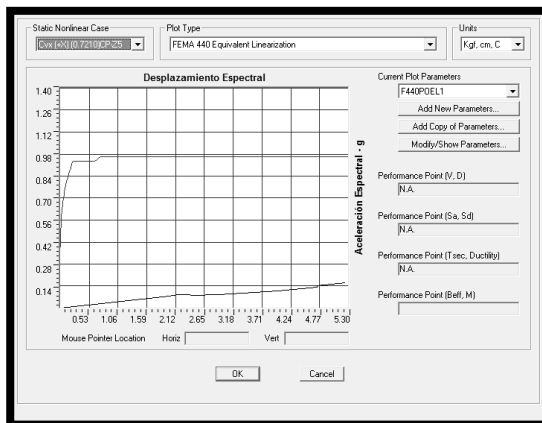 Static Nonlinear Case
Cvx (+X) (0.7210)CP-Z5
Plot Type
FEMA 440 Equivalent Linearization
Units
Kgf, cm, C
Desplazamiento Espectral
1.40
1.26
1.12
0.98
0.84
0.70
0.56
0.42
0.28
0.14
0.53 1.06 1.59 2.12 2.65 3.18 3.71 4.24 4.77 5.30
Aceleración Espectral - g
Mouse Pointer Location Horiz Vert
Current Plot Parameters
F440POEL1
Add New Parameters...
Add Copy of Parameters...
Modify/Show Parameters...
Performance Point (V, D)
N.A.
Performance Point (Sa, Sd)
N.A.
Performance Point (Tsec, Ductility)
N.A.
Performance Point (Beff, M)
OK
Cancel